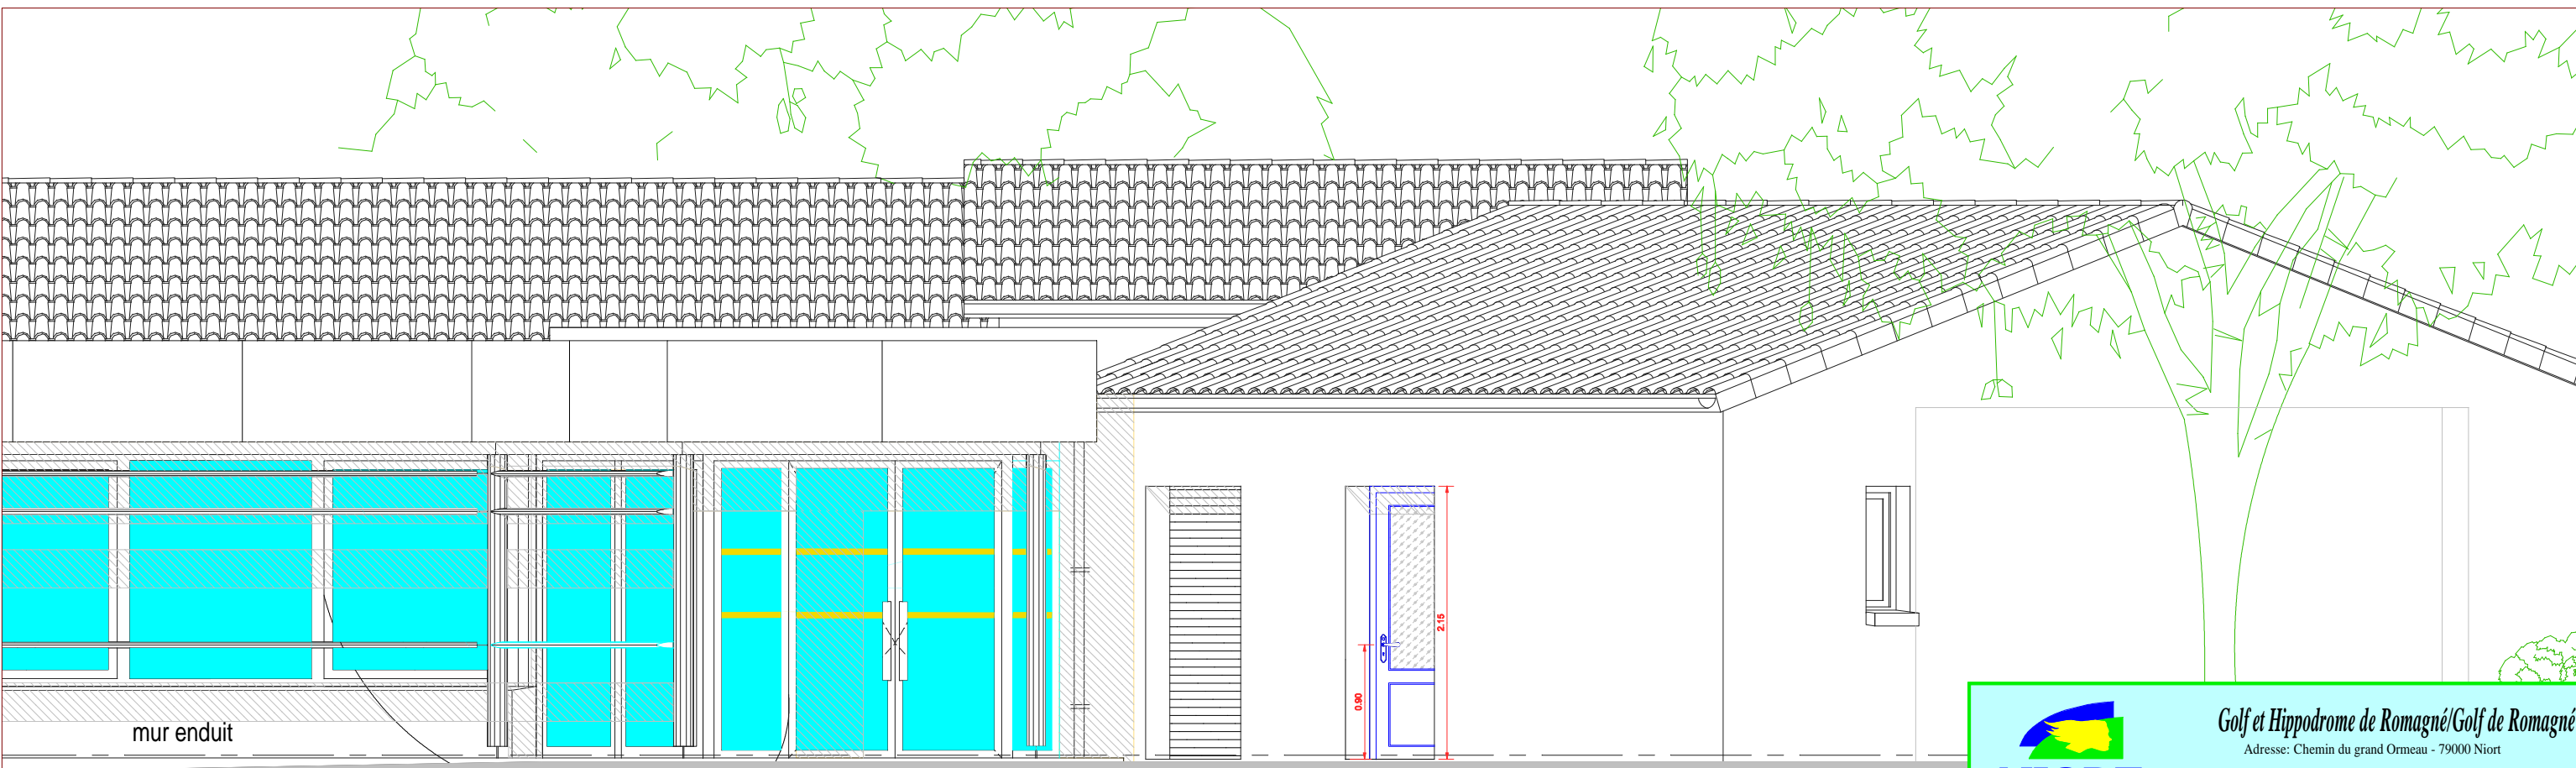 2.15
0.90
mur enduit
Golf et Hippodrome de Romagné/Golf de Romagné
Adresse: Chemin du grand Ormeau - 79000 Niort